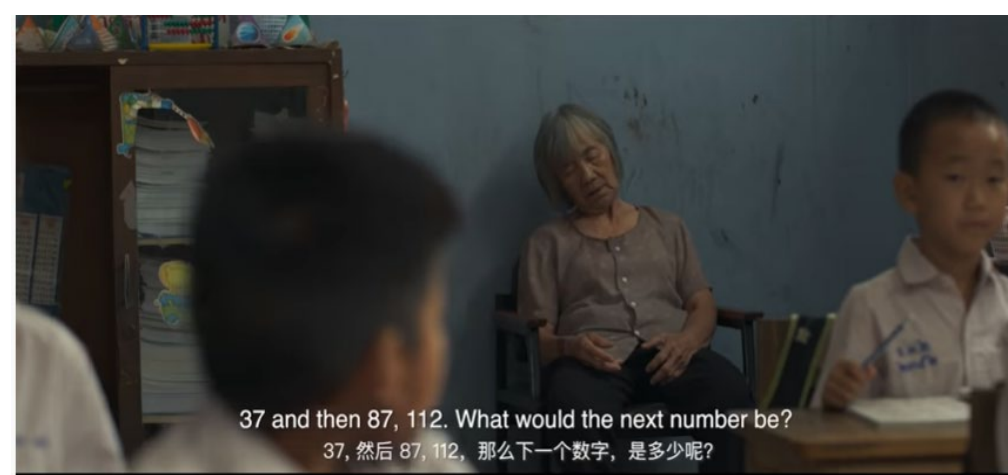 37 and then 87, 112. What would the next number be?
37, 然后 87, 112, 那么下一个数字, 是多少呢?